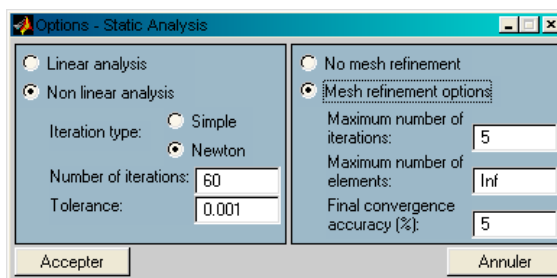 Options - Static Analysis
Linear analysis
Non linear analysis
Iteration type:
Simple
Newton
Number of iterations: 60
Tolerance: 0.001
No mesh refinement
Mesh refinement options
Maximum number of
iterations: 5
Maximum number of
elements: Inf
Final convergence
accuracy (%): 5
Accepter
Annuler